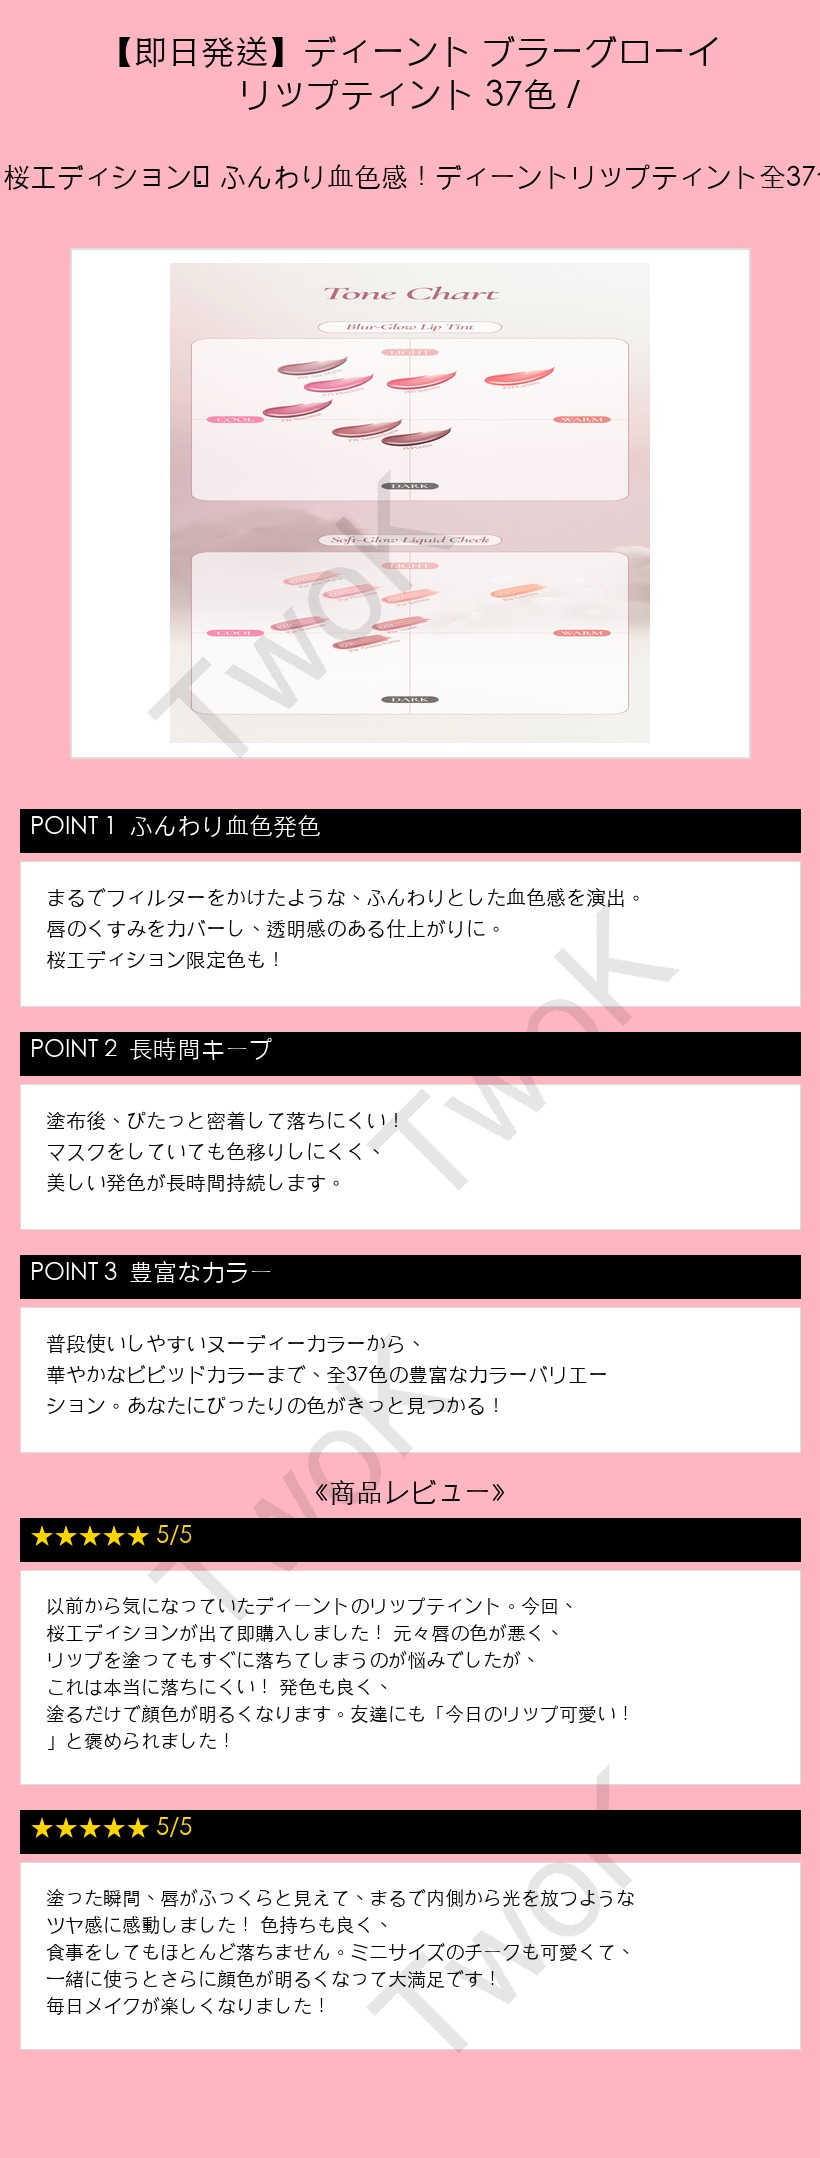 【即日発送】ディーント ブラーグローイ
リップティント 37色 /
桜エディション ふんわり血色感！ディーントリップティント全37
Tone Chart
Blur-Glow Lip Tint
LIGHT
COOL
WARM
DARK
Soft-Glow Liquid Cheek
LIGHT
COOL
WARM
DARK
POINT 1 ふんわり血色発色
まるでフィルターをかけたような、ふんわりとした血色感を演出。
唇のくすみをカバーし、透明感のある仕上がりに。
桜エディション限定色も！
POINT 2 長時間キープ
塗布後、ぴたっと密着して落ちにくい！
マスクをしていても色移りしにくく、
美しい発色が長時間持続します。
POINT 3 豊富なカラー
普段使いしやすいヌーディーカラーから、
華やかなビビッドカラーまで、全37色の豊富なカラーバリエー
ション。あなたにぴったりの色がきっと見つかる！
《商品レビュー》
★★★★★ 5/5
以前から気になっていたディーントのリップティント。今回、
桜エディションが出て即購入しました！ 元々唇の色が悪く、
リップを塗ってもすぐに落ちてしまうのが悩みでしたが、
これは本当に落ちにくい！ 発色も良く、
塗るだけで顔色が明るくなります。友達にも「今日のリップ可愛い！
」と褒められました！
★★★★★ 5/5
塗った瞬間、唇がふっくらと見えて、まるで内側から光を放つような
ツヤ感に感動しました！ 色持ちも良く、
食事をしてもほとんど落ちません。ミニサイズのチークも可愛くて、
一緒に使うとさらに顔色が明るくなって大満足です！
毎日メイクが楽しくなりました！
TwoK
TwoK
TwoK
TwoK